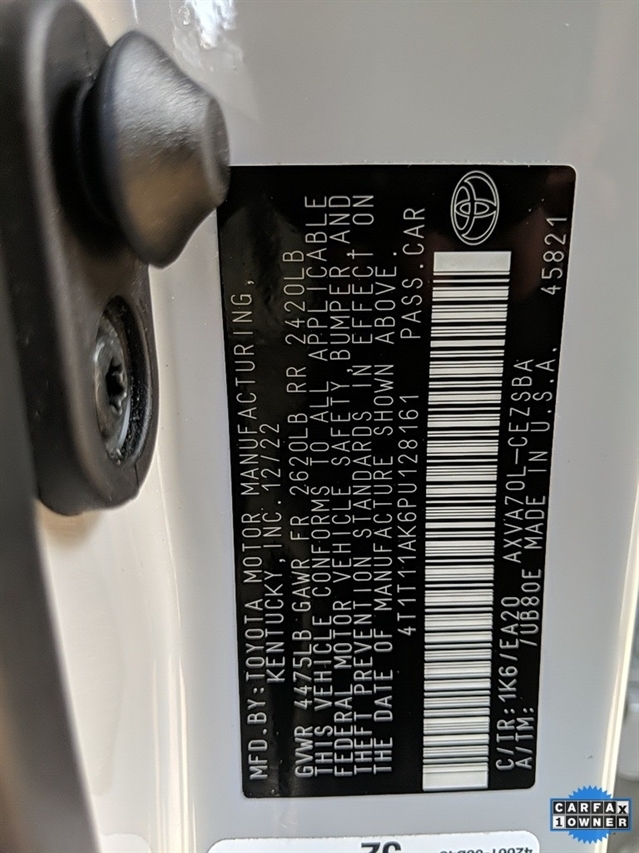 MFD.BY:TOYOTA MOTOR MANUFACTURING,
KENTUCKY, INC. 12/22
GVWR 4475LB GAWR FR 2620LB RR 2420LB
THIS VEHICLE CONFORMS TO ALL APPLICABLE
FEDERAL MOTOR VEHICLE SAFETY, BUMPER, AND
THEFT PREVENTION STANDARDS IN EFFECT ON
THE DATE OF MANUFACTURE SHOWN ABOVE.
4T1T11AK6PU128161 PASS.CAR
C/TR:1K6/EA20 AXVA70L-CEZSBA
A/TM: /UB80E MADE IN U.S.A. 45821
CARFAX
1 OWNER